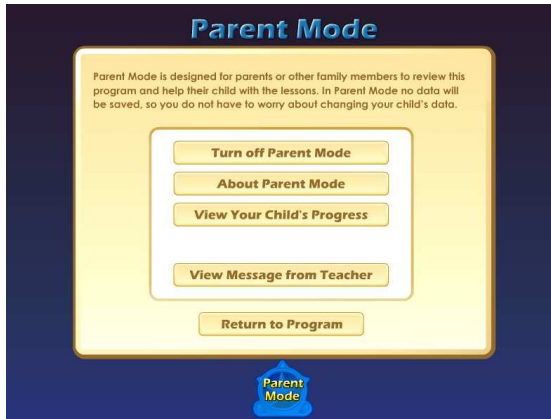 Parent Mode
Parent Mode is designed for parents or other family members to review this
program and help their child with the lessons. In Parent Mode no data will
be saved, so you do not have to worry about changing your child's data.
Turn off Parent Mode
About Parent Mode
View Your Child's Progress
View Message from Teacher
Return to Program
Parent
Mode